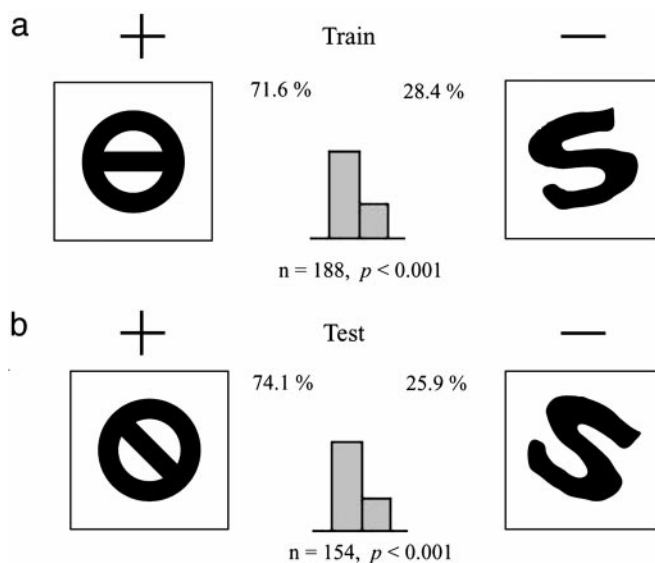 a
+ Train −
71.6 % 28.4 %
n = 188, p < 0.001
b
+ Test −
74.1 % 25.9 %
n = 154, p < 0.001
S
S